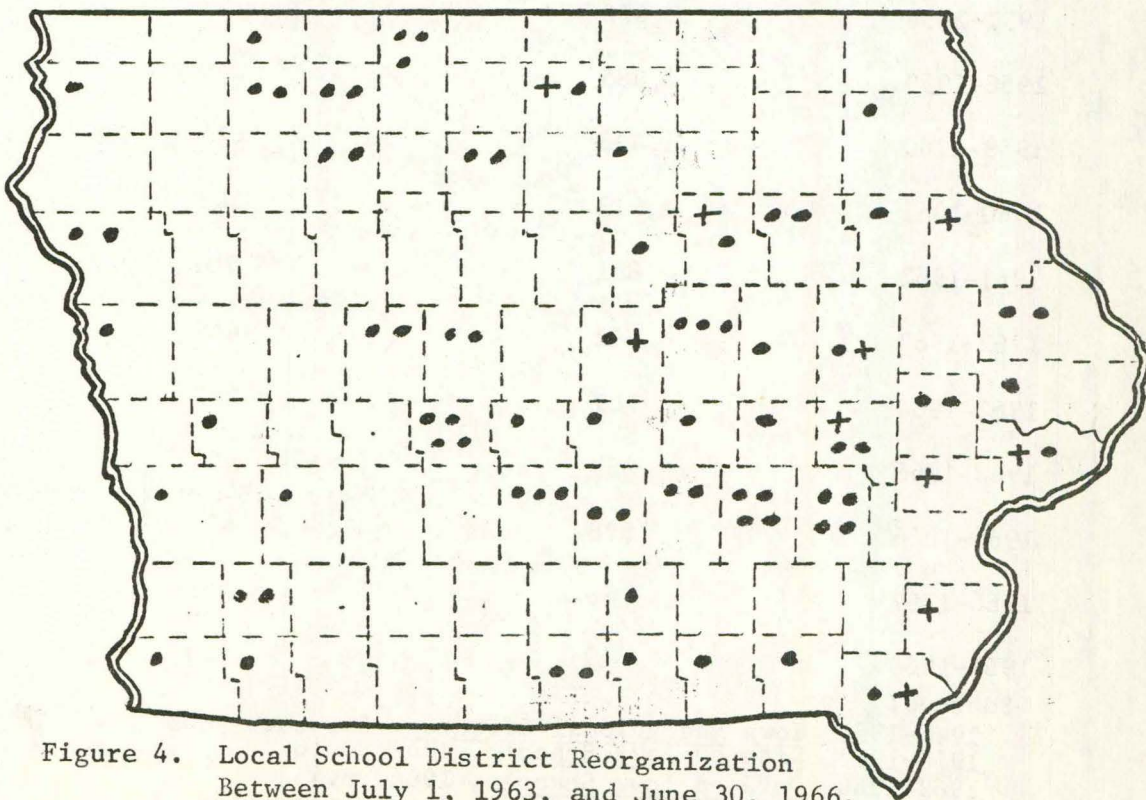 Figure 4. Local School District Reorganization
Between July 1, 1963, and June 30, 1966.